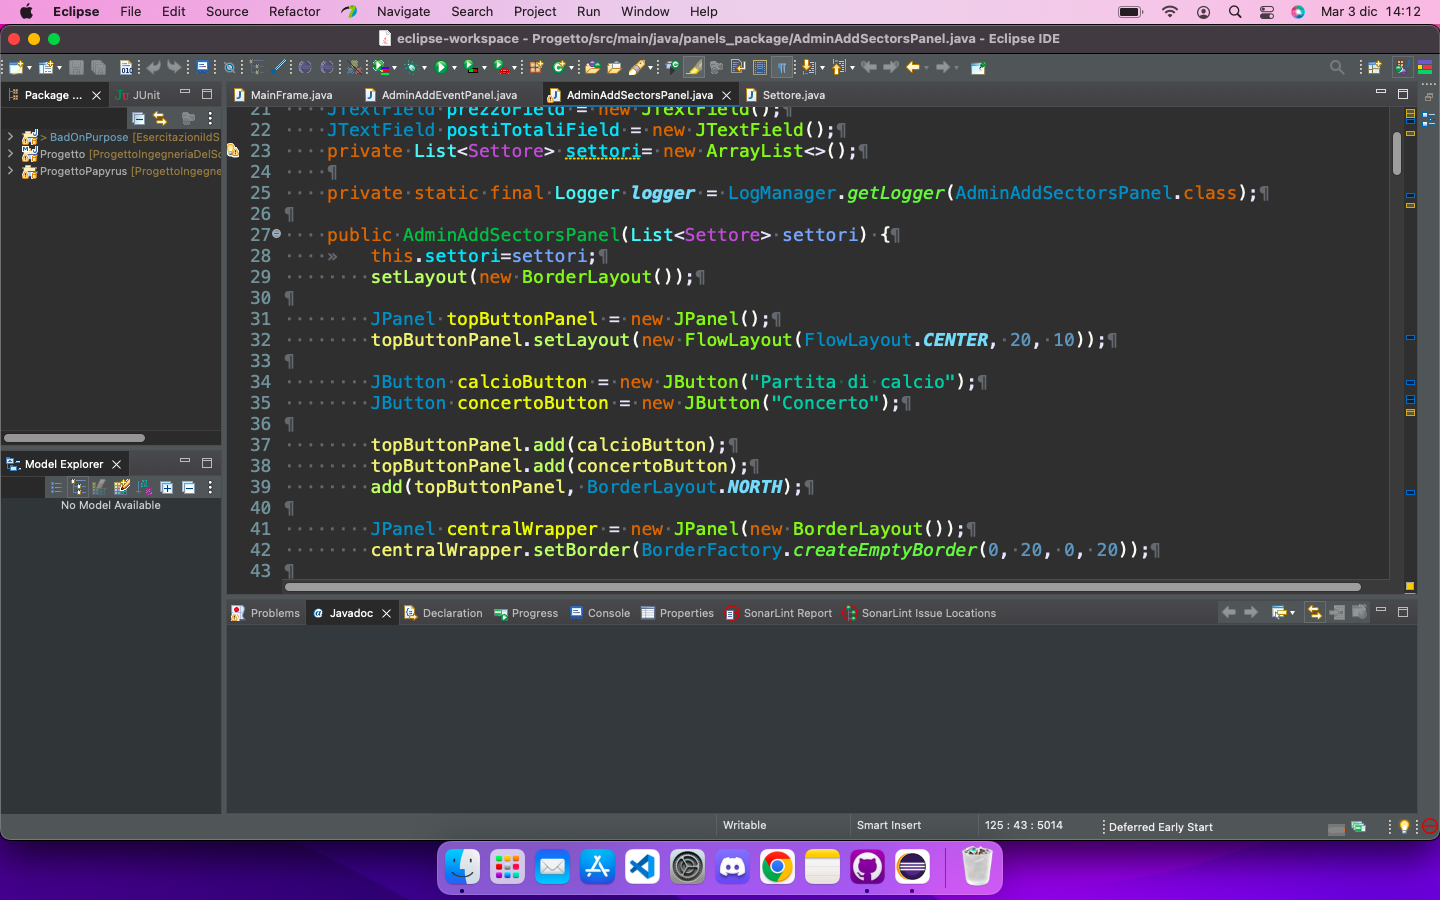 Eclipse File Edit Source Refactor Navigate Search Project Run Window Help Mar 3 dic 14:12
eclipse-workspace - Progetto/src/main/java/panels_package/AdminAddSectorsPanel.java - Eclipse IDE
Package ... JUnit
MainFrame.java AdminAddEventPanel.java AdminAddSectorsPanel.java Settore.java
> BadOnPurpose [EsercitazioniIdS
Progetto [ProgettoIngegneriaDelSo
ProgettoPapyrus [ProgettoIngegne
21 JTextField prezzoField = new JTextField();¶
22 JTextField postiTotaliField = new JTextField();¶
23 private List<Settore> settori= new ArrayList<>();¶
24 ¶
25 private static final Logger logger = LogManager.getLogger(AdminAddSectorsPanel.class);¶
26 ¶
27 public AdminAddSectorsPanel(List<Settore> settori) {¶
28 » this.settori=settori;¶
29 setLayout(new BorderLayout());¶
30 ¶
31 JPanel topButtonPanel = new JPanel();¶
32 topButtonPanel.setLayout(new FlowLayout(FlowLayout.CENTER, 20, 10));¶
33 ¶
34 JButton calcioButton = new JButton("Partita di calcio");¶
35 JButton concertoButton = new JButton("Concerto");¶
36 ¶
37 topButtonPanel.add(calcioButton);¶
38 topButtonPanel.add(concertoButton);¶
39 add(topButtonPanel, BorderLayout.NORTH);¶
40 ¶
41 JPanel centralWrapper = new JPanel(new BorderLayout());¶
42 centralWrapper.setBorder(BorderFactory.createEmptyBorder(0, 20, 0, 20));¶
43 ¶
Model Explorer
No Model Available
Problems Javadoc Declaration Progress Console Properties SonarLint Report SonarLint Issue Locations
Writable Smart Insert 125 : 43 : 5014 Deferred Early Start